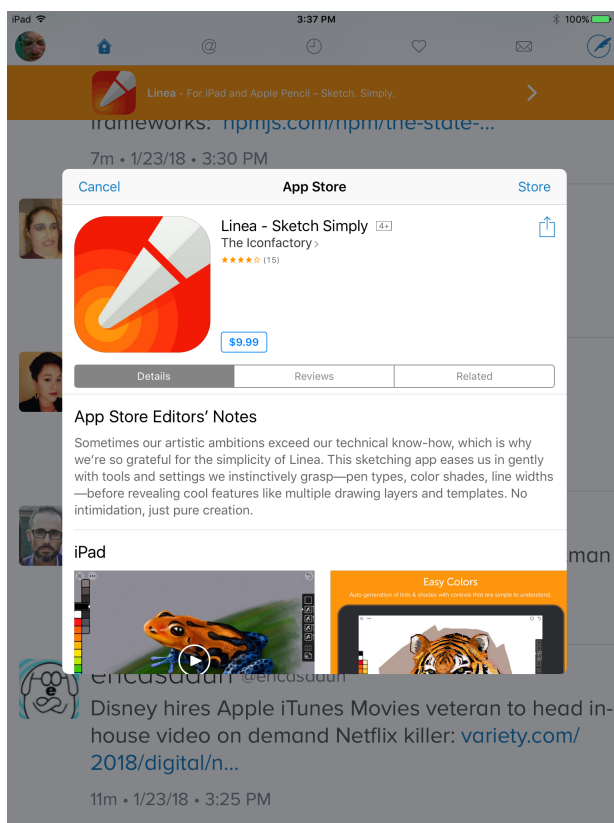 iPad 3:37 PM 100%
@
Linea - For iPad and Apple Pencil – Sketch. Simply.
frameworks: npmjs.com/npm/the-state-...
7m • 1/23/18 • 3:30 PM
Cancel App Store Store
Linea - Sketch Simply 4+
The Iconfactory >
★★★★☆ (15)
$9.99
Details Reviews Related
App Store Editors’ Notes
Sometimes our artistic ambitions exceed our technical know-how, which is why
we’re so grateful for the simplicity of Linea. This sketching app eases us in gently
with tools and settings we instinctively grasp—pen types, color shades, line widths
—before revealing cool features like multiple drawing layers and templates. No
intimidation, just pure creation.
man
iPad
Easy Colors
Auto generation of tints & shades with controls that are simple to understand.
ericasadun @ericasadun
Disney hires Apple iTunes Movies veteran to head in-
house video on demand Netflix killer: variety.com/
2018/digital/n...
11m • 1/23/18 • 3:25 PM